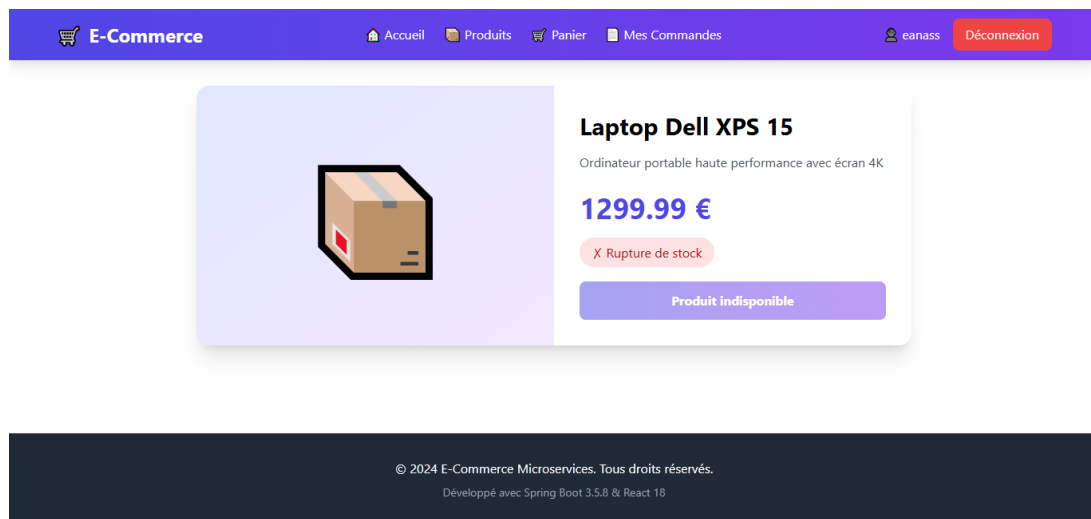 🛒 E-Commerce
🏠 Accueil 📦 Produits 🛒 Panier 📄 Mes Commandes
👤 eanass Déconnexion
Laptop Dell XPS 15
Ordinateur portable haute performance avec écran 4K
1299.99 €
✗ Rupture de stock
Produit indisponible
© 2024 E-Commerce Microservices. Tous droits réservés.
Développé avec Spring Boot 3.5.8 & React 18